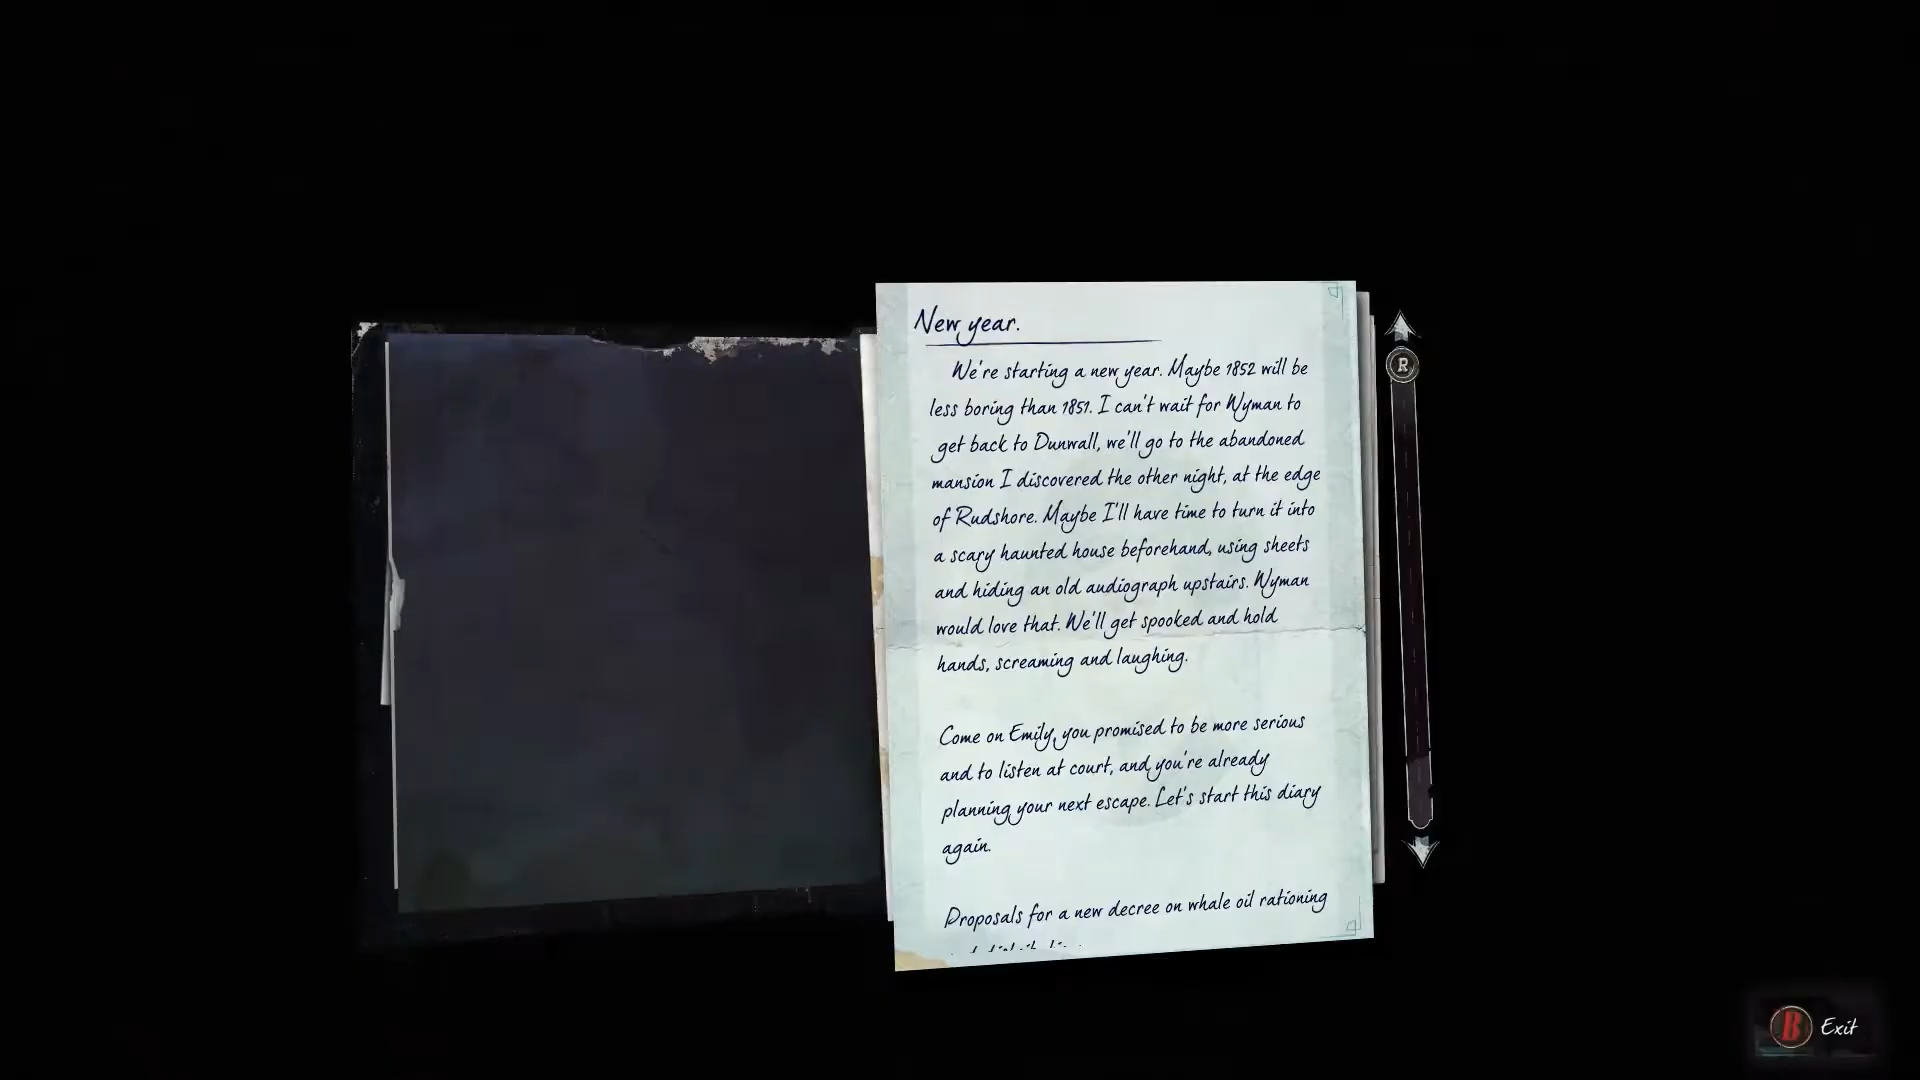 New year.
We're starting a new year. Maybe 1852 will be
less boring than 1851. I can't wait for Wyman to
get back to Dunwall, we'll go to the abandoned
mansion I discovered the other night, at the edge
of Rudshore. Maybe I'll have time to turn it into
a scary haunted house beforehand, using sheets
and hiding an old audiograph upstairs. Wyman
would love that. We'll get spooked and hold
hands, screaming and laughing.
Come on Emily, you promised to be more serious
and to listen at court, and you're already
planning your next escape. Let's start this diary
again.
Proposals for a new decree on whale oil rationing
R
B Exit